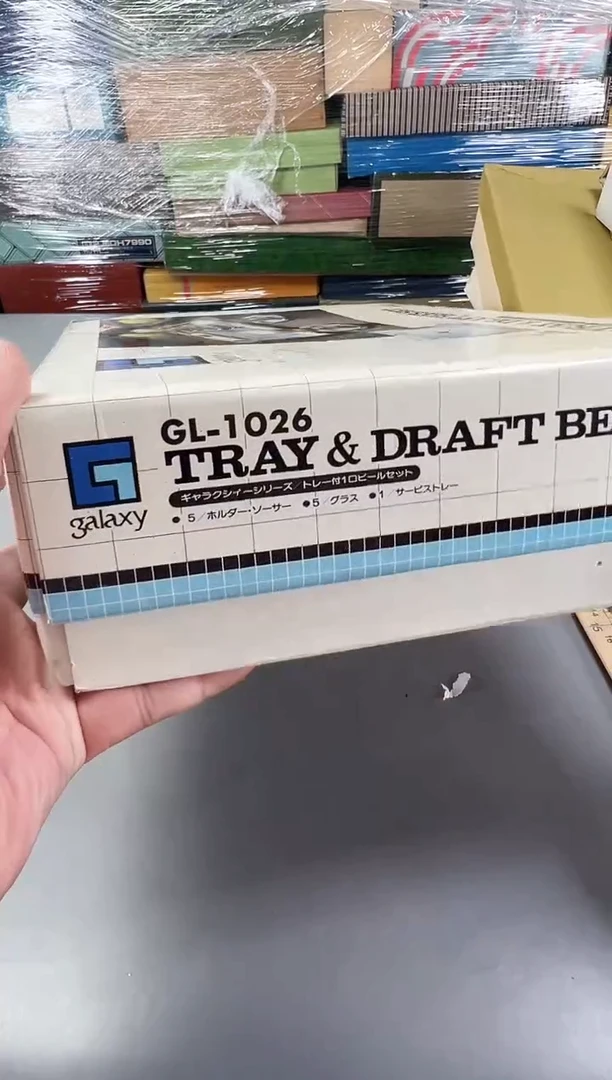 GL-1026
TRAY & DRAFT BE
ギャラクシィーシリーズ/トレー付1口ビールセット
● 5/ホルダー・ソーサー ●5/グラス ●1/サービストレー
galaxy